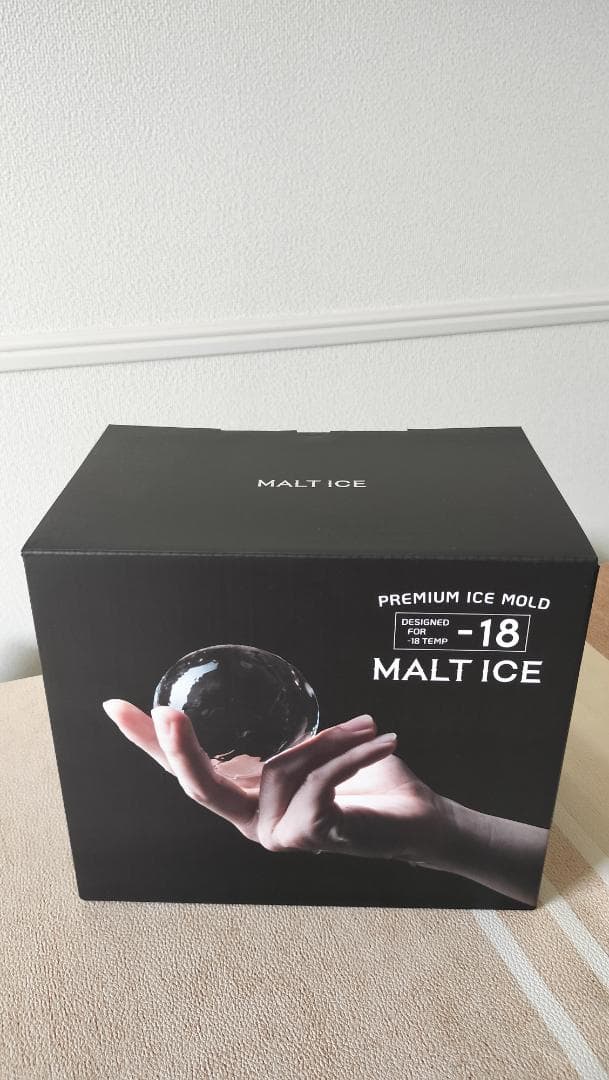 MALT ICE
PREMIUM ICE MOLD
DESIGNED
FOR
-18 TEMP
-18
MALT ICE